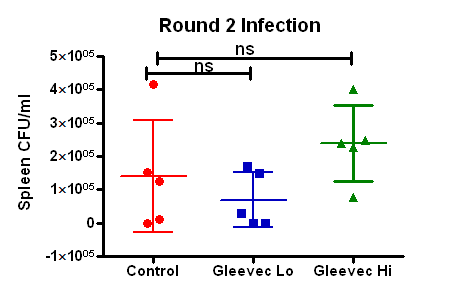 Round 2 Infection
ns
ns
Spleen CFU/ml
5×10⁰⁵
4×10⁰⁵
3×10⁰⁵
2×10⁰⁵
1×10⁰⁵
0
-1×10⁰⁵
Control Gleevec Lo Gleevec Hi